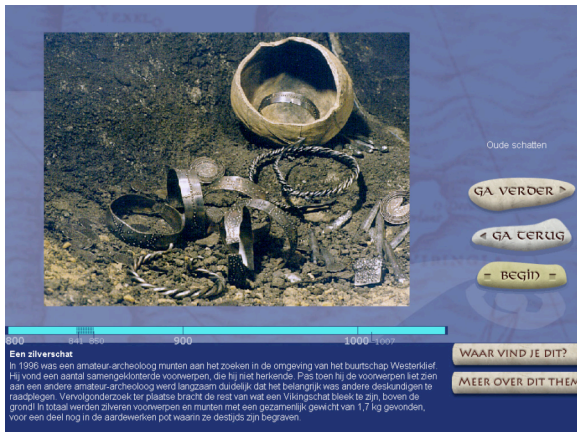 Oude schatten
GA VERDER
GA TERUG
BEGIN
800
841
850
900
1000
1007
Een zilverschat
In 1996 was een amateur-archeoloog munten aan het zoeken in de omgeving van het buurtschap Westerklief.
Hij vond een aantal samengeklonterde voorwerpen, die hij niet herkende. Pas toen hij de voorwerpen liet zien
aan een andere amateur-archeoloog werd langzaam duidelijk dat het belangrijk was andere deskundigen te
raadplegen. Vervolgonderzoek ter plaatse bracht de rest van wat een Vikingschat bleek te zijn, boven de
grond! In totaal werden zilveren voorwerpen en munten met een gezamenlijk gewicht van 1,7 kg gevonden,
voor een deel nog in de aardewerken pot waarin ze destijds zijn begraven.
WAAR VIND JE DIT?
MEER OVER DIT THEM